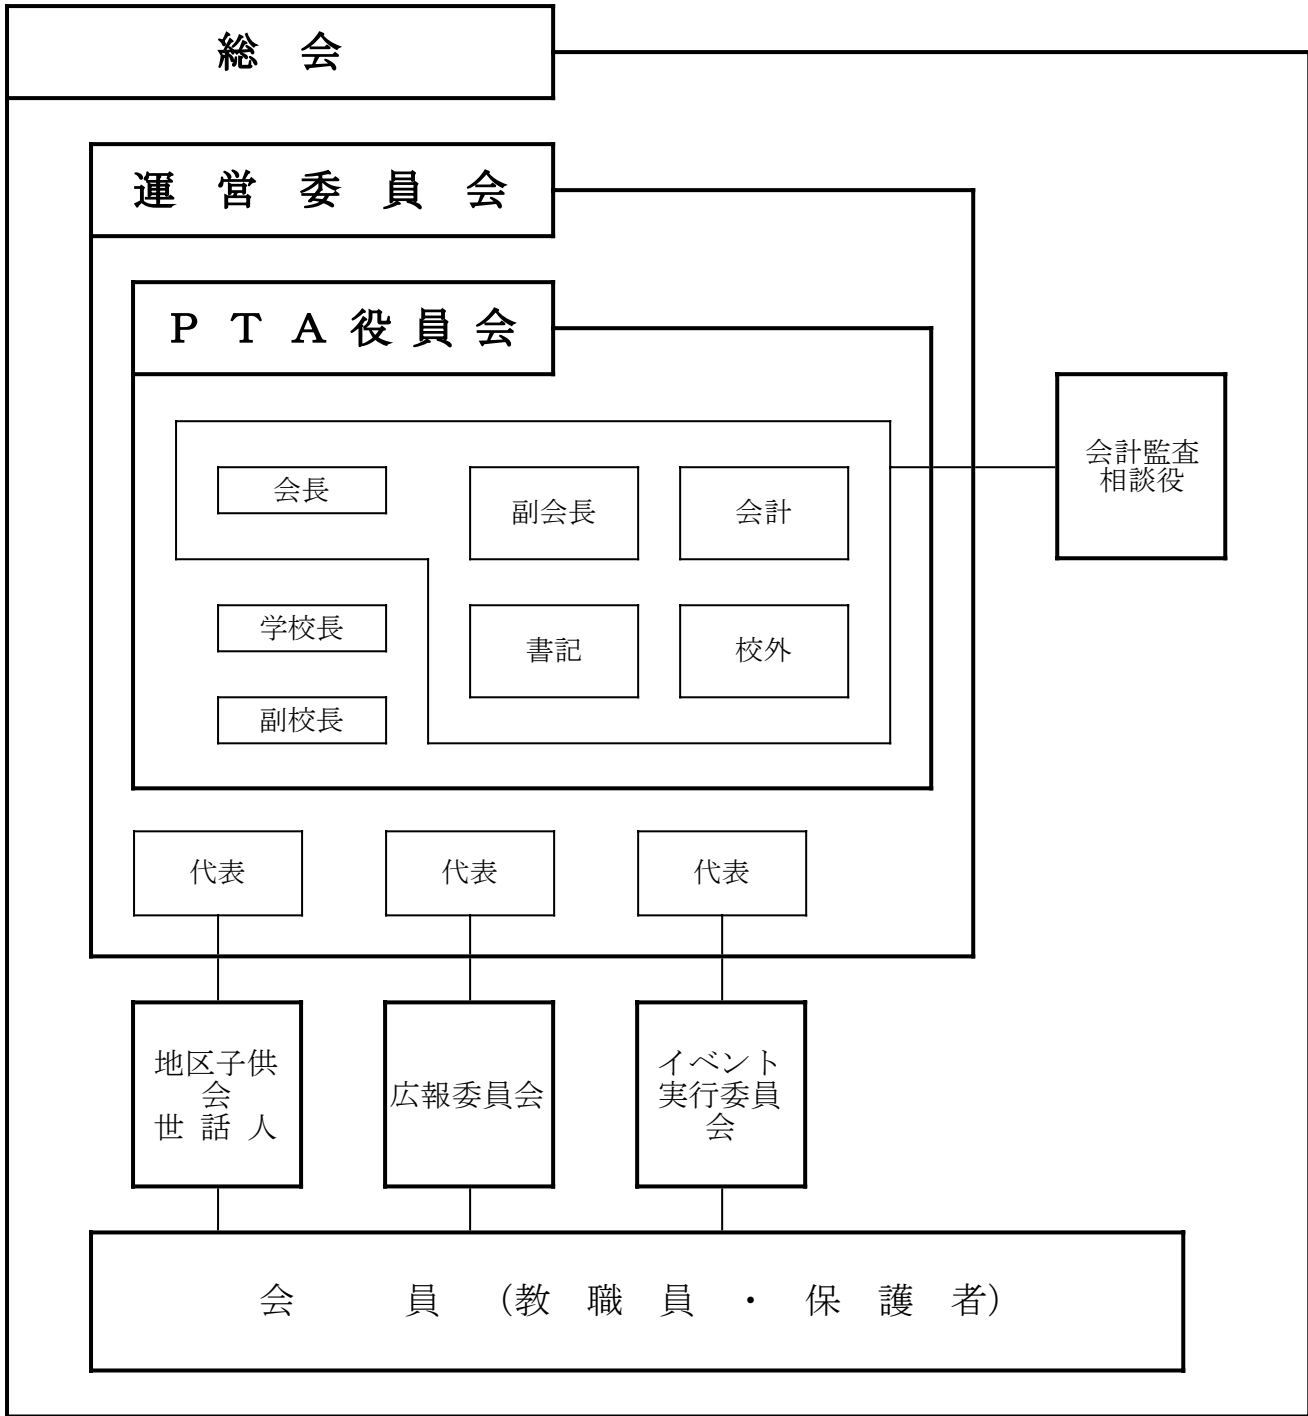 総 会
運 営 委 員 会
ＰＴＡ役員会
会計監査
相談役
会長
副会長
会計
学校長
書記
校外
副校長
代表
代表
代表
地区子供
会
世 話 人
広報委員会
イベント
実行委員
会
会 員 （教 職 員 ・ 保 護 者）